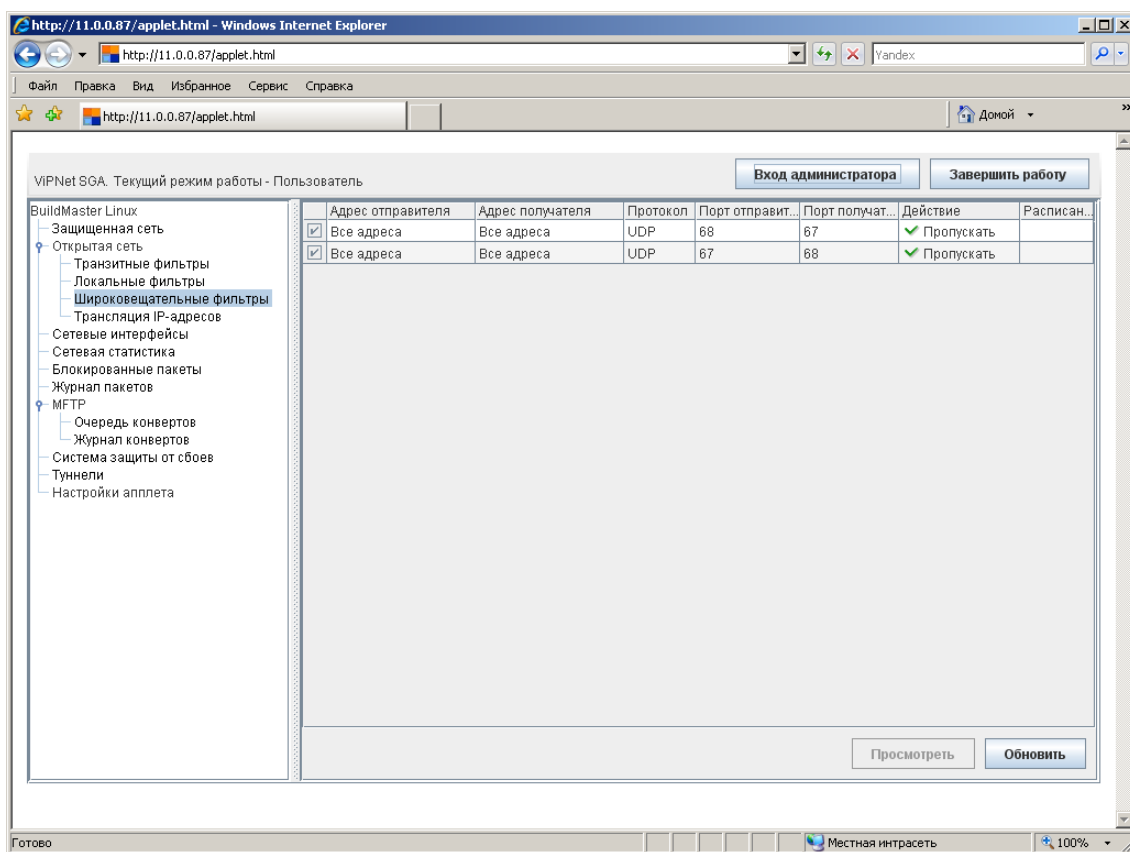 http://11.0.0.87/applet.html - Windows Internet Explorer
http://11.0.0.87/applet.html
Yandex
Файл Правка Вид Избранное Сервис Справка
http://11.0.0.87/applet.html
Домой
»
ViPNet SGA. Текущий режим работы - Пользователь
Вход администратора
Завершить работу
BuildMaster Linux
Защищенная сеть
Открытая сеть
Транзитные фильтры
Локальные фильтры
Широковещательные фильтры
Трансляция IP-адресов
Сетевые интерфейсы
Сетевая статистика
Блокированные пакеты
Журнал пакетов
MFTP
Очередь конвертов
Журнал конвертов
Система защиты от сбоев
Туннели
Настройки апплета
Адрес отправителя Адрес получателя Протокол Порт отправит... Порт получат... Действие Расписан...
Все адреса Все адреса UDP 68 67 Пропускать
Все адреса Все адреса UDP 67 68 Пропускать
Просмотреть
Обновить
Готово
Местная интрасеть
100%